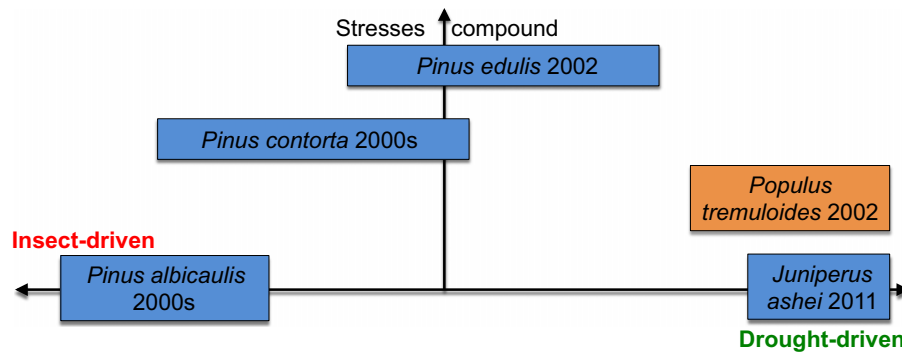 Stresses compound
Pinus edulis 2002
Pinus contorta 2000s
Populus
tremuloides 2002
Insect-driven
Pinus albicaulis
2000s
Juniperus
ashei 2011
Drought-driven